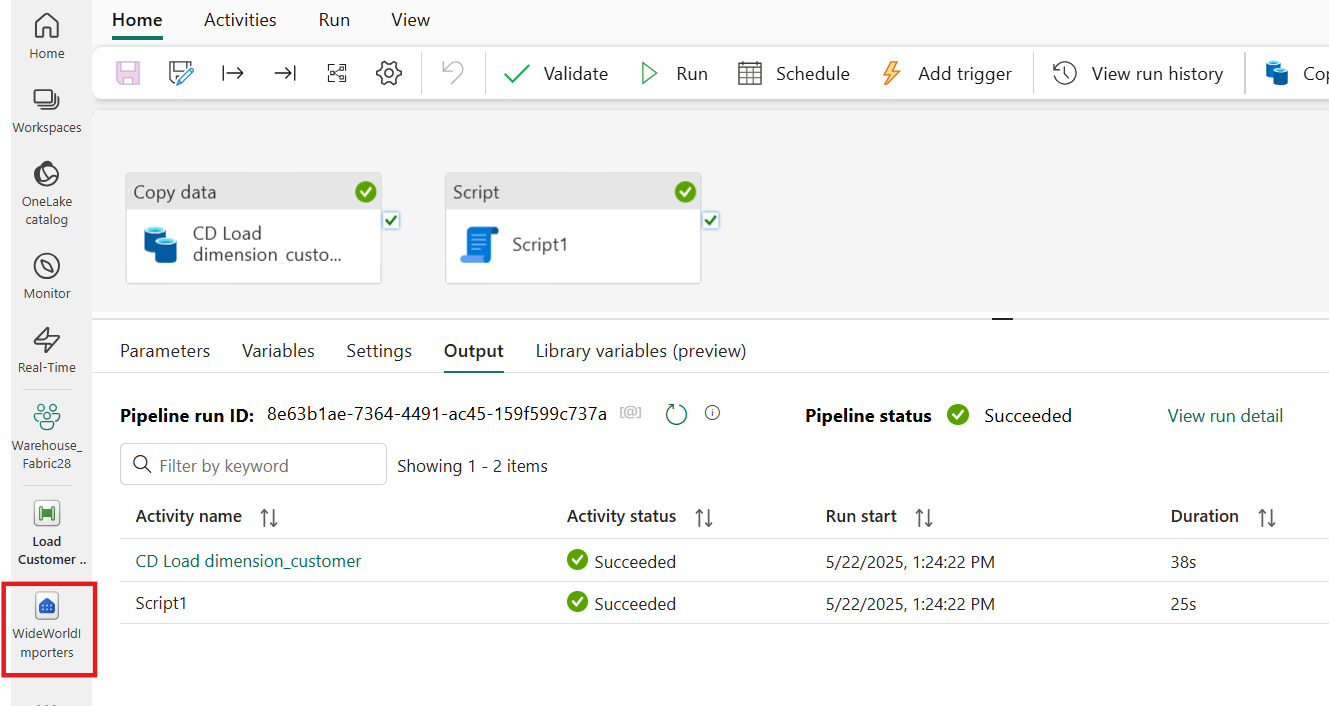 Home
Activities
Run
View
Home
Workspaces
OneLake
catalog
Monitor
Real-Time
Warehouse_
Fabric28
Load
Customer ..
WideWorldI
mporters
Validate
Run
Schedule
Add trigger
View run history
Cop
Copy data
CD Load
dimension_custo...
Script
Script1
Parameters
Variables
Settings
Output
Library variables (preview)
Pipeline run ID: 8e63b1ae-7364-4491-ac45-159f599c737a
Pipeline status Succeeded
View run detail
Filter by keyword
Showing 1 - 2 items
Activity name Activity status Run start Duration
CD Load dimension_customer Succeeded 5/22/2025, 1:24:22 PM 38s
Script1 Succeeded 5/22/2025, 1:24:22 PM 25s